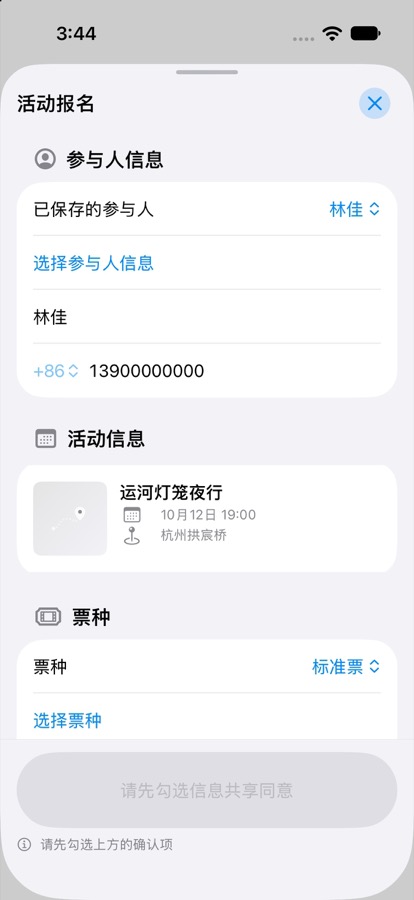 3:44
活动报名
参与人信息
已保存的参与人 林佳
选择参与人信息
林佳
+86 13900000000
活动信息
运河灯笼夜行
10月12日 19:00
杭州拱宸桥
票种
票种 标准票
选择票种
请先勾选信息共享同意
请先勾选上方的确认项